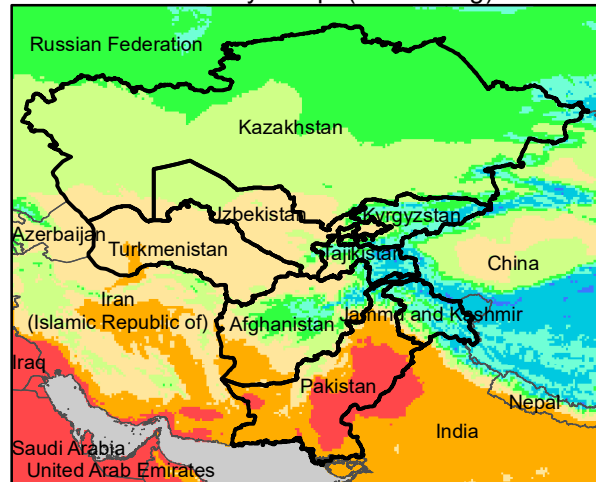 Russian Federation
Kazakhstan
Uzbekistan
Kyrgyzstan
Azerbaijan
Turkmenistan
Tajikistan
China
Iran
(Islamic Republic of)
Afghanistan
Jammu and Kashmir
Iraq
Pakistan
Nepal
India
Saudi Arabia
United Arab Emirates